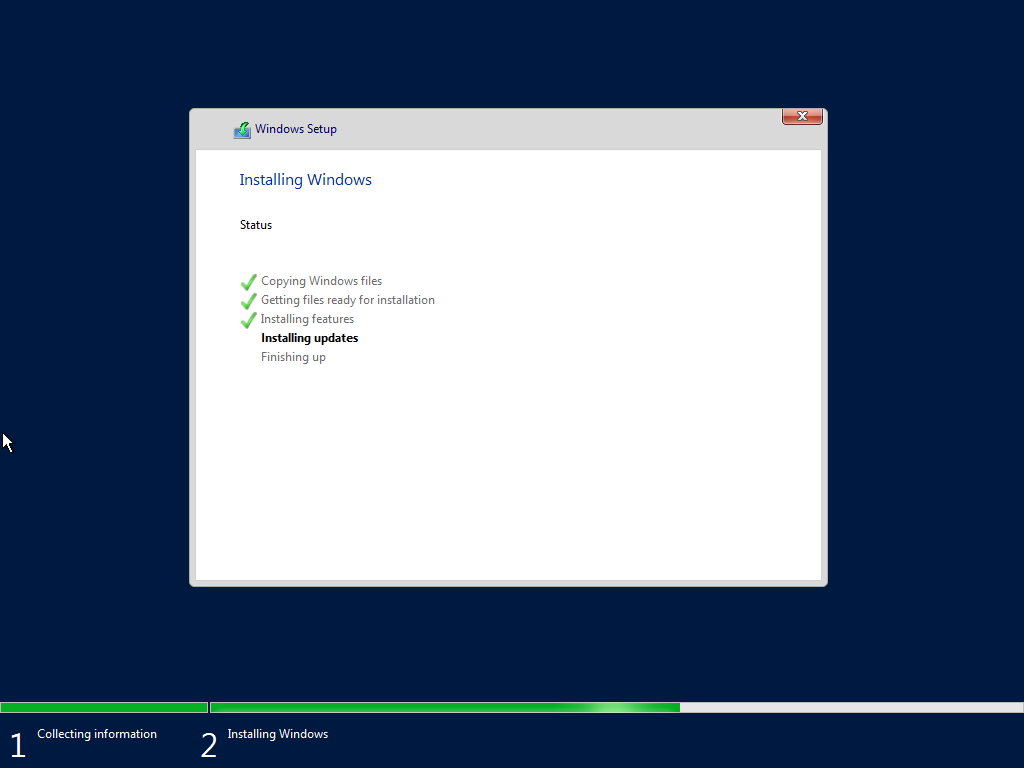 Windows Setup
Installing Windows
Status
Copying Windows files
Getting files ready for installation
Installing features
Installing updates
Finishing up
1 Collecting information
2 Installing Windows